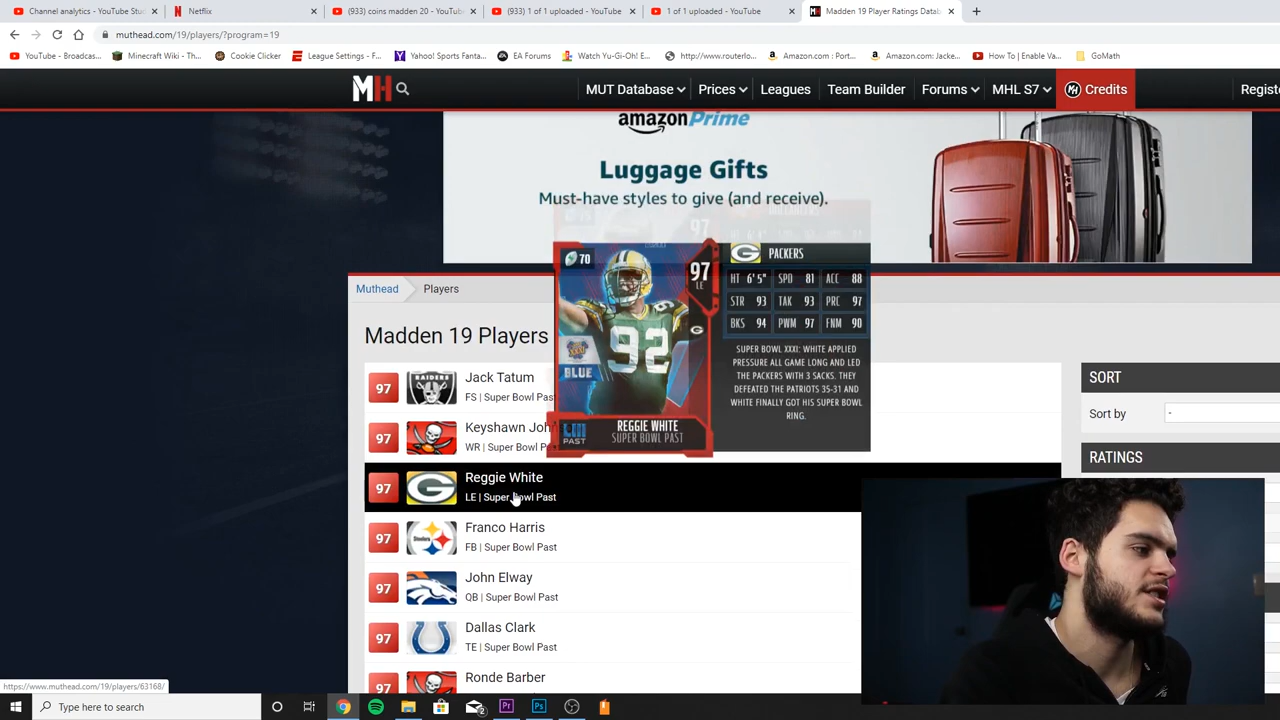 Channel analytics - YouTube Stu
Netflix
(933) coins madden 20 - YouTub
(933) 1 of 1 uploaded - YouTube
1 of 1 uploaded - YouTube
Madden 19 Player Ratings Datab
muthead.com/19/players/?program=19
YouTube - Broadcas...
Minecraft Wiki - Th...
Cookie Clicker
League Settings - F...
Yahoo! Sports Fanta...
EA Forums
Watch Yu-Gi-Oh! E...
http://www.routerlo...
Amazon.com : Port...
Amazon.com: Jacke...
How To | Enable Va...
GoMath
MH
MUT Database
Prices
Leagues
Team Builder
Forums
MHL S7
Credits
Registe
amazonPrime
Luggage Gifts
Must-have styles to give (and receive).
70
97
LE
PACKERS
HT 6'5" SPD 81 ACC 88
STR 93 TAK 93 PRC 97
BKS 94 PWM 97 FNM 90
SUPER BOWL XXXI: WHITE APPLIED
PRESSURE ALL GAME LONG AND LED
THE PACKERS WITH 3 SACKS. THEY
DEFEATED THE PATRIOTS 35-31 AND
WHITE FINALLY GOT HIS SUPER BOWL
RING.
BLUE
PAST
REGGIE WHITE
SUPER BOWL PAST
Muthead
Players
Madden 19 Players
97
Jack Tatum
FS | Super Bowl Pas
97
Keyshawn Joh
WR | Super Bowl P
97
Reggie White
LE | Super Bowl Past
97
Franco Harris
FB | Super Bowl Past
97
John Elway
QB | Super Bowl Past
97
Dallas Clark
TE | Super Bowl Past
97
Ronde Barber
SORT
Sort by
-
RATINGS
https://www.muthead.com/19/players/63168/
Type here to search